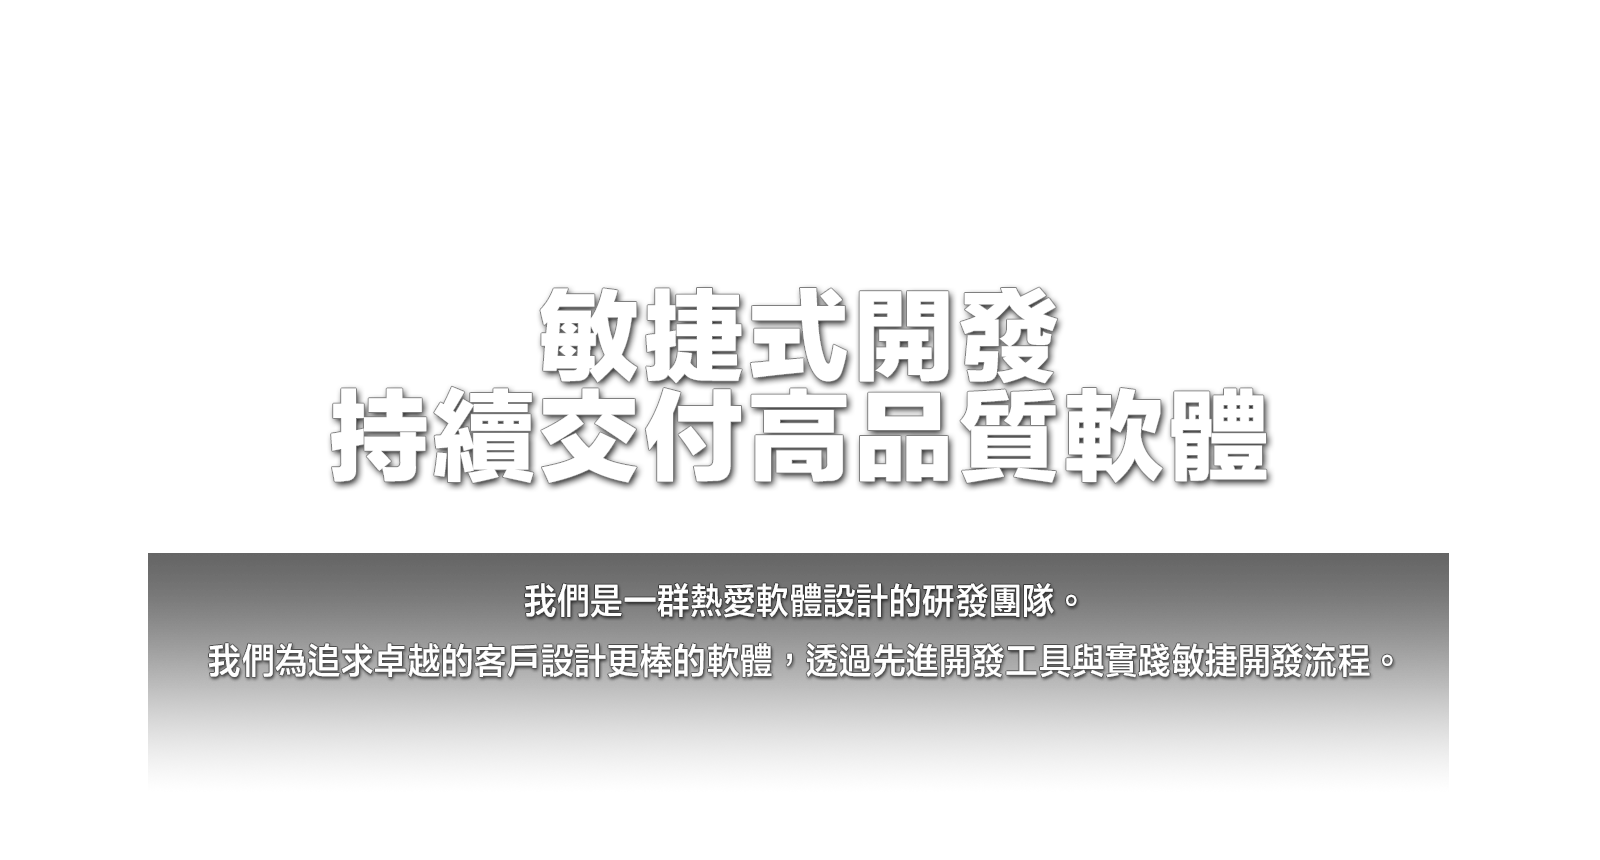 敏捷式開發
持續交付高品質軟體
我們是一群熱愛軟體設計的研發團隊。
我們為追求卓越的客戶設計更棒的軟體，透過先進開發工具與實踐敏捷開發流程。